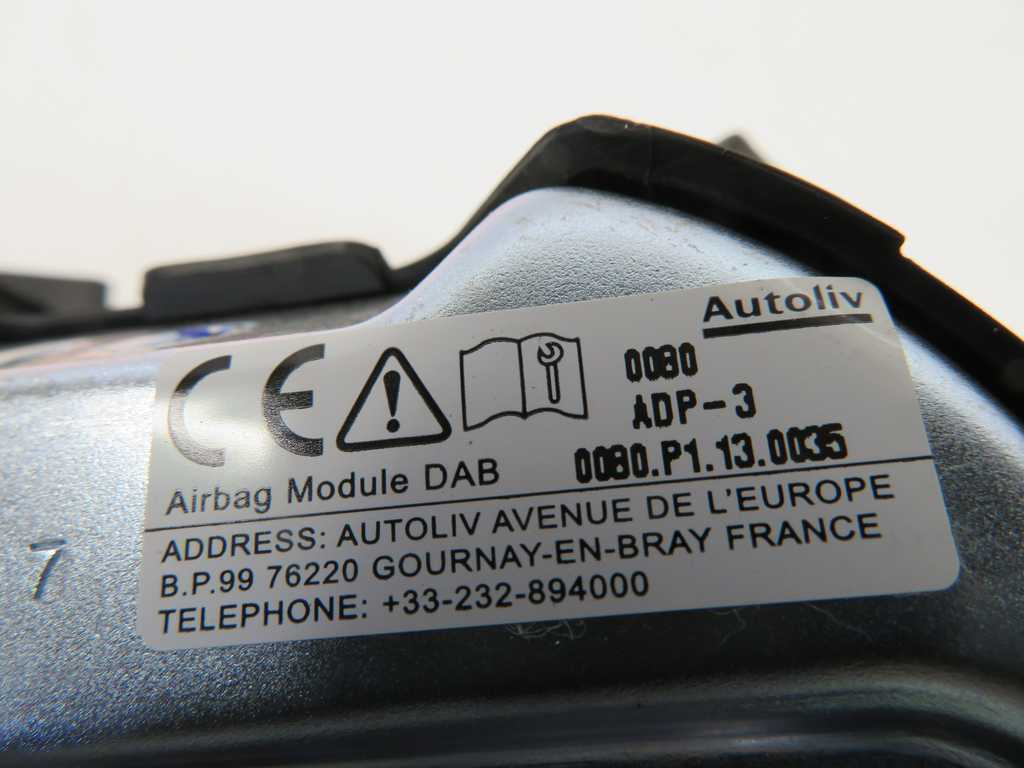 Autoliv
CE
0080
ADP-3
0080.P1.13.0035
Airbag Module DAB
ADDRESS: AUTOLIV AVENUE DE L'EUROPE
B.P.99 76220 GOURNAY-EN-BRAY FRANCE
TELEPHONE: +33-232-894000
7